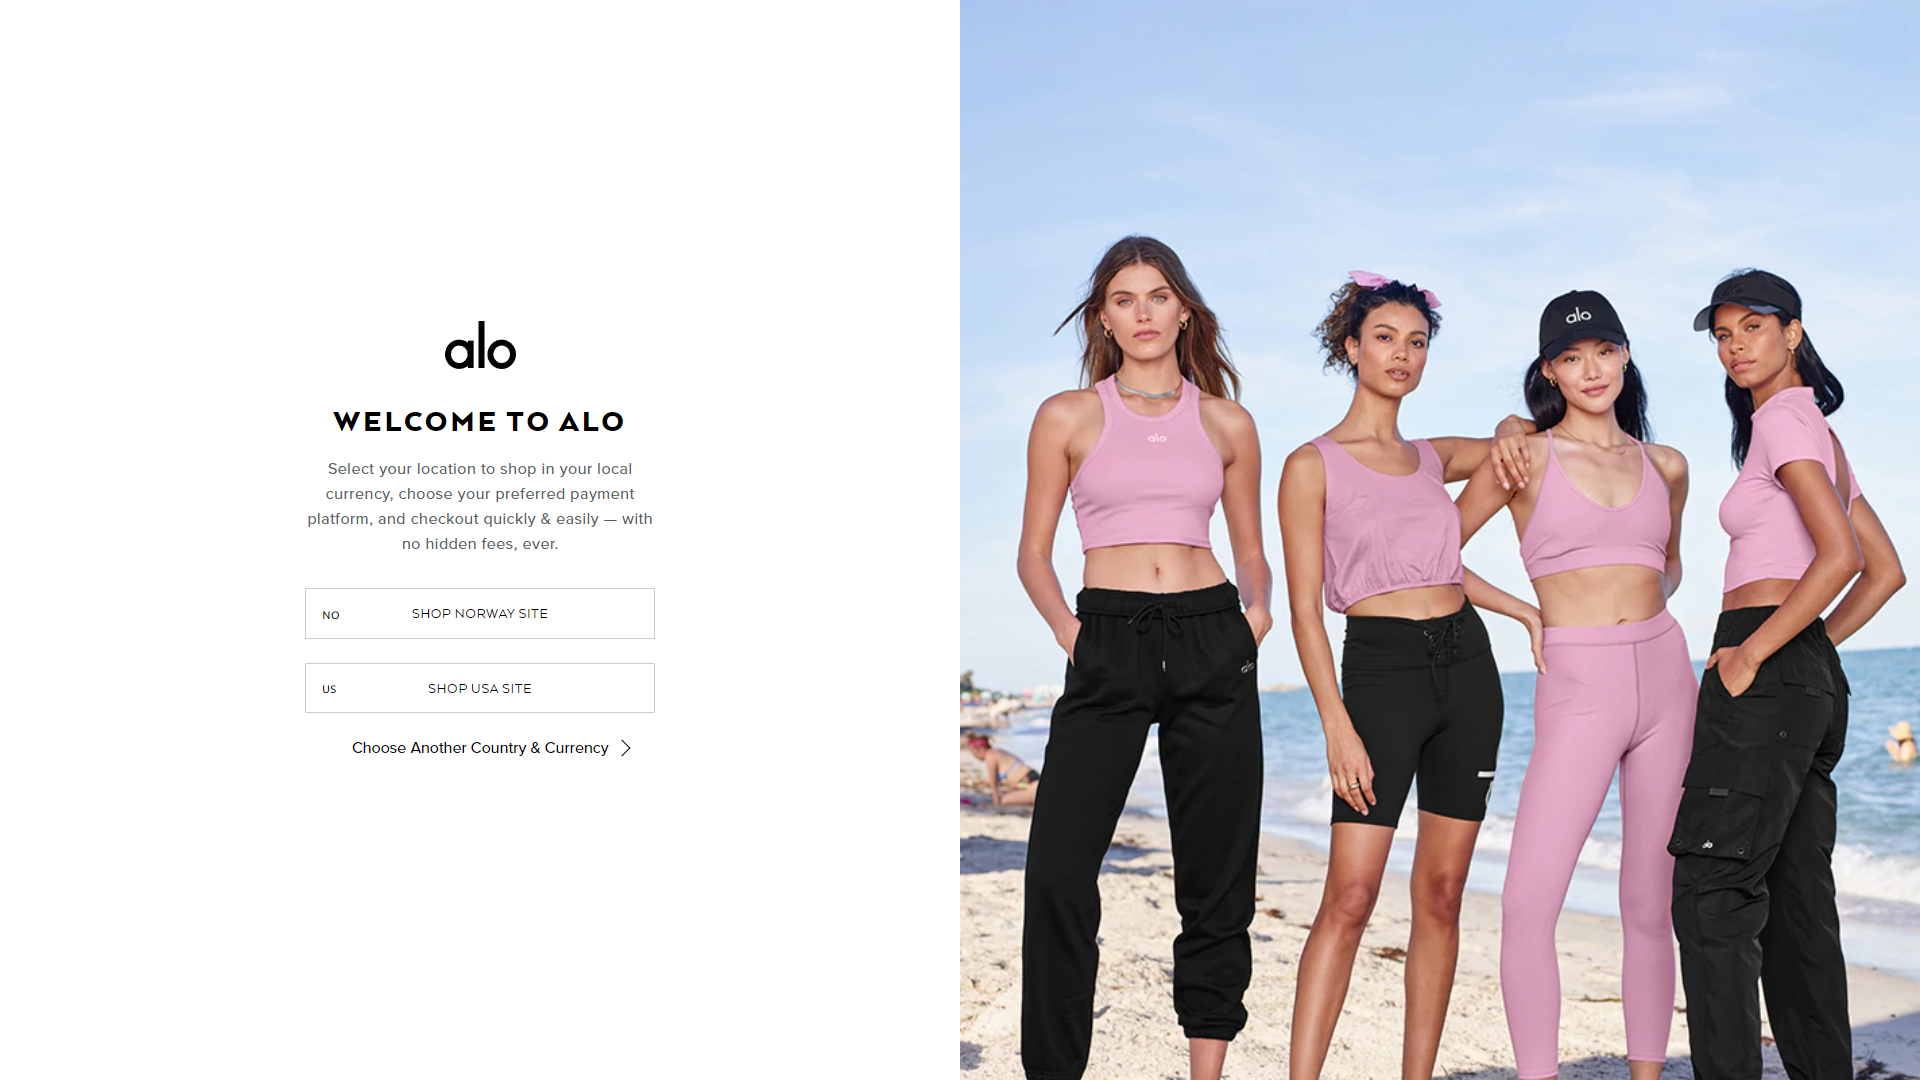 alo
WELCOME TO ALO
Select your location to shop in your local
currency, choose your preferred payment
platform, and checkout quickly & easily — with
no hidden fees, ever.
NO SHOP NORWAY SITE
US SHOP USA SITE
Choose Another Country & Currency
alo
alo
alo
alo